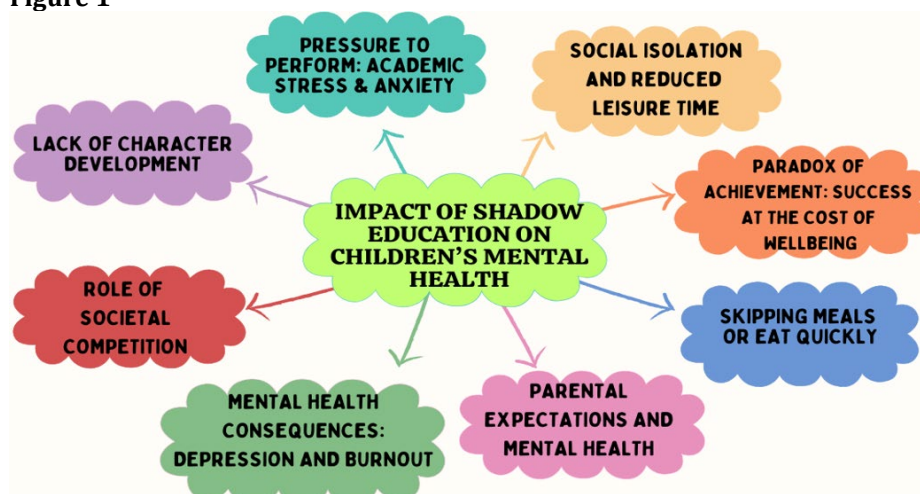 Figure 1
PRESSURE TO
PERFORM: ACADEMIC
STRESS & ANXIETY
SOCIAL ISOLATION
AND REDUCED
LEISURE TIME
LACK OF CHARACTER
DEVELOPMENT
PARADOX OF
ACHIEVEMENT: SUCCESS
AT THE COST OF
WELLBEING
IMPACT OF SHADOW
EDUCATION ON
CHILDREN'S MENTAL
HEALTH
ROLE OF
SOCIETAL
COMPETITION
SKIPPING MEALS
OR EAT QUICKLY
MENTAL HEALTH
CONSEQUENCES:
DEPRESSION AND BURNOUT
PARENTAL
EXPECTATIONS AND
MENTAL HEALTH